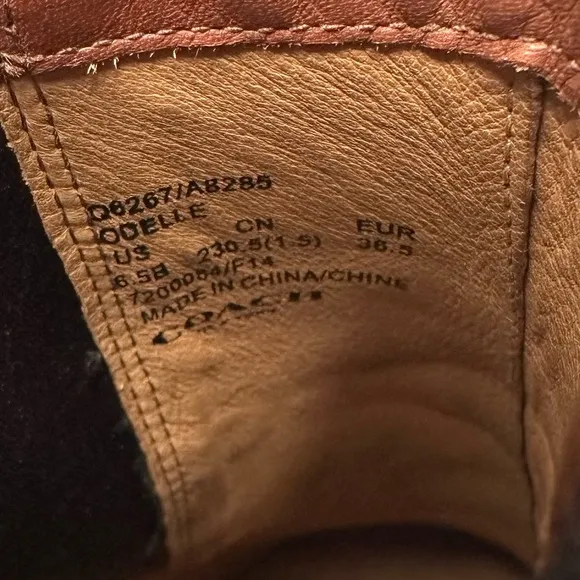 Q6267/A8285
ODELLE
US CN EUR
6.5B 230.5(1.5) 36.5
7200004/F14
MADE IN CHINA/CHINE
COACH